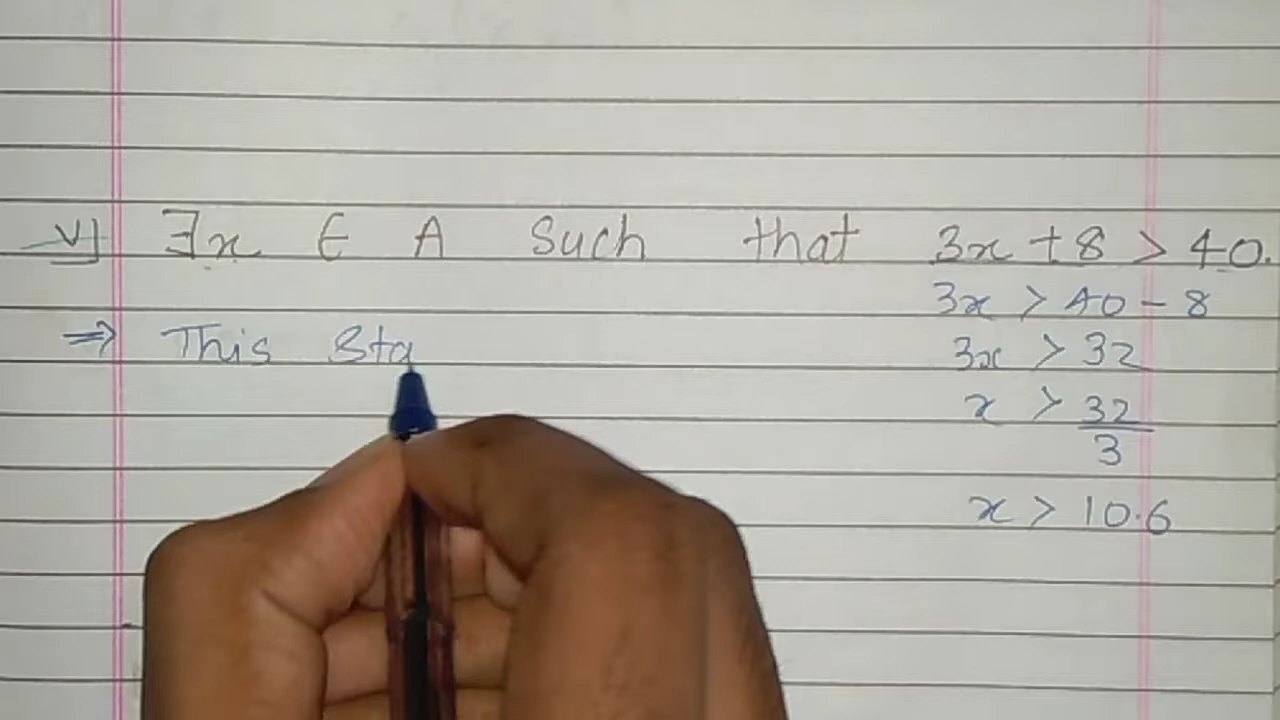 v] ∃x ∈ A such that 3x + 8 > 40.
3x > 40 - 8
⇒ This Sta
3x > 32
x > 32/3
x > 10.6